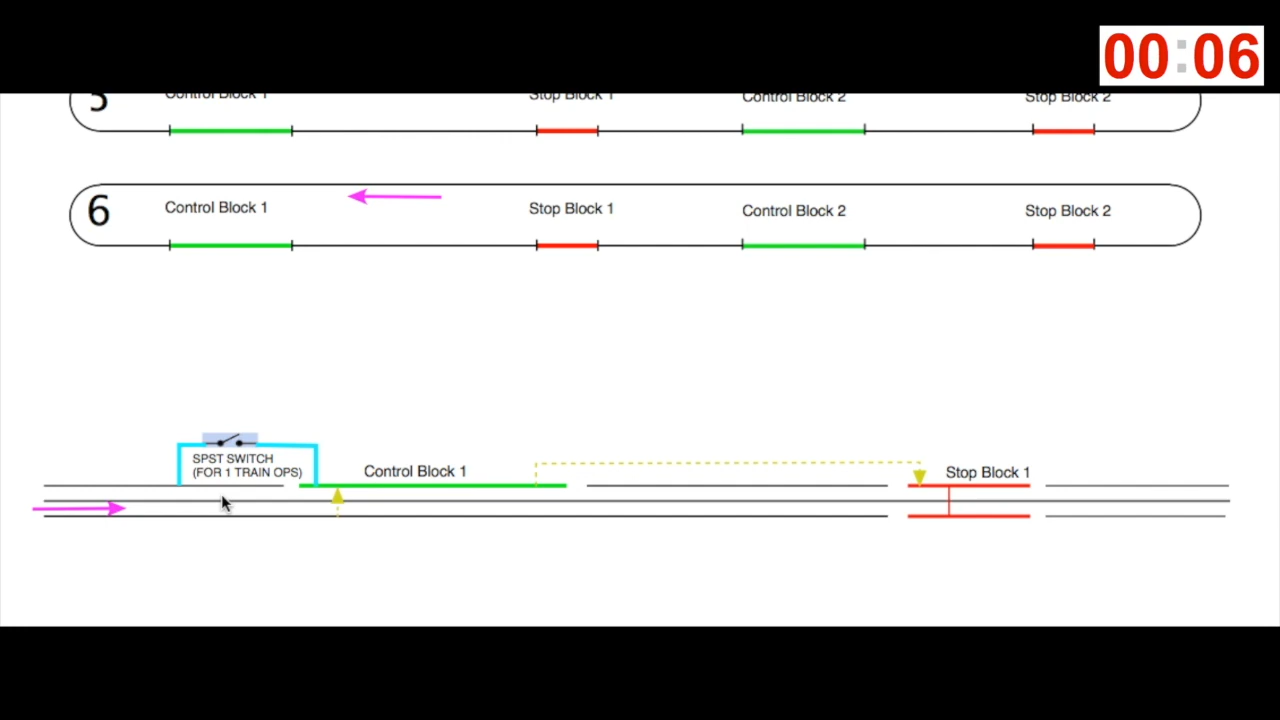 00:06
5
Control Block 1
Stop Block 1
Control Block 2
Stop Block 2
6
Control Block 1
Stop Block 1
Control Block 2
Stop Block 2
SPST SWITCH
(FOR 1 TRAIN OPS)
Control Block 1
Stop Block 1